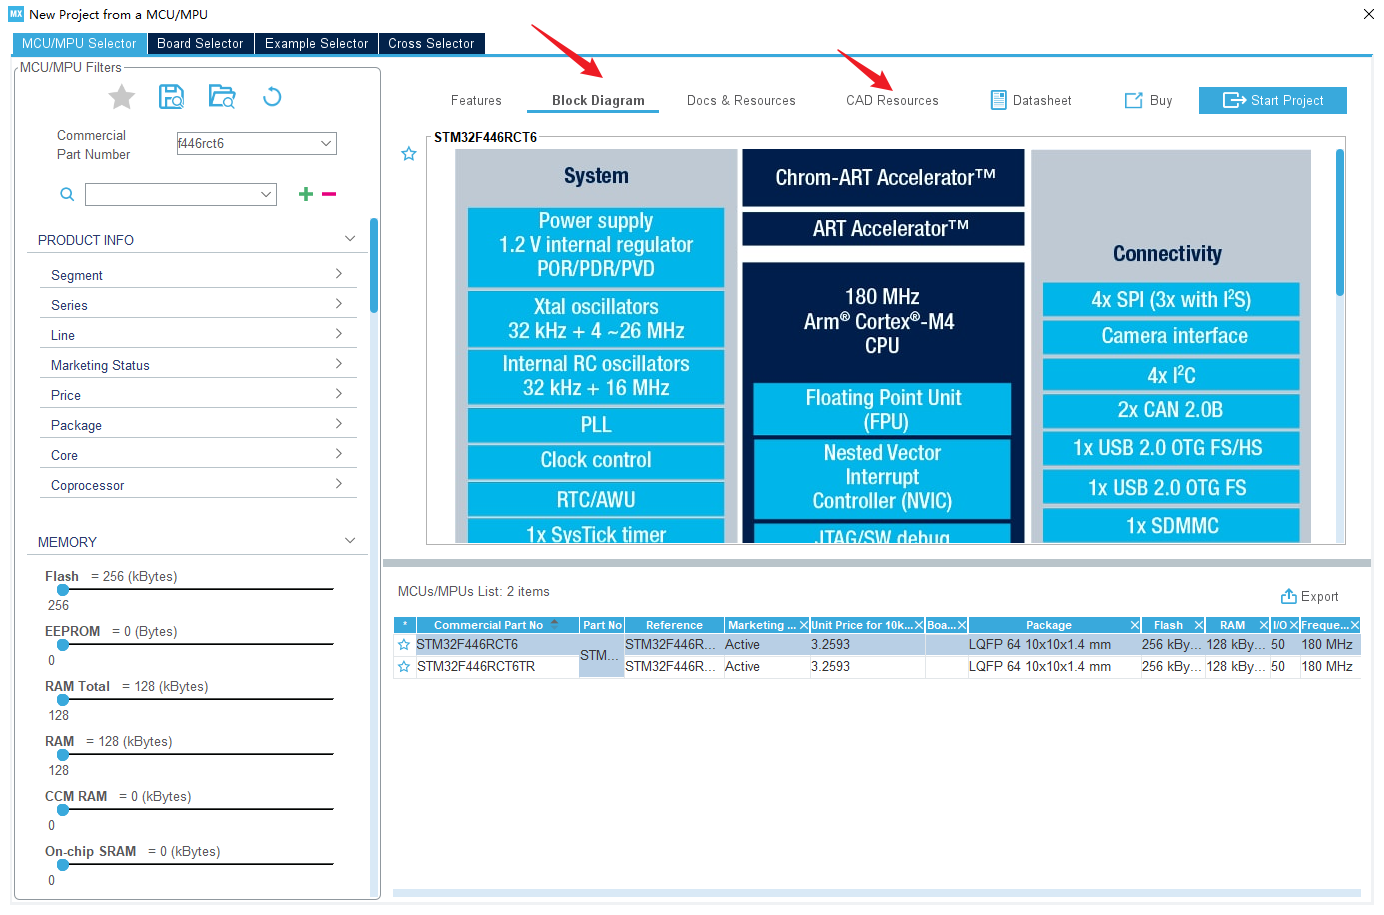 MX New Project from a MCU/MPU
MCU/MPU Selector Board Selector Example Selector Cross Selector
MCU/MPU Filters
Commercial
Part Number
f446rct6
PRODUCT INFO
Segment
Series
Line
Marketing Status
Price
Package
Core
Coprocessor
MEMORY
Flash = 256 (kBytes)
256
EEPROM = 0 (Bytes)
0
RAM Total = 128 (kBytes)
128
RAM = 128 (kBytes)
128
CCM RAM = 0 (kBytes)
0
On-chip SRAM = 0 (kBytes)
0
Features Block Diagram Docs & Resources CAD Resources Datasheet Buy Start Project
STM32F446RCT6
System
Power supply
1.2 V internal regulator
POR/PDR/PVD
Xtal oscillators
32 kHz + 4 ~26 MHz
Internal RC oscillators
32 kHz + 16 MHz
PLL
Clock control
RTC/AWU
1x SysTick timer
Chrom-ART Accelerator™
ART Accelerator™
180 MHz
Arm® Cortex®-M4
CPU
Floating Point Unit
(FPU)
Nested Vector
Interrupt
Controller (NVIC)
JTAG/SW debug
Connectivity
4x SPI (3x with I²S)
Camera interface
4x I²C
2x CAN 2.0B
1x USB 2.0 OTG FS/HS
1x USB 2.0 OTG FS
1x SDMMC
MCUs/MPUs List: 2 items
Export
* Commercial Part No Part No Reference Marketing ... Unit Price for 10k... Boa... Package Flash RAM I/O Freque...
STM32F446RCT6 STM... STM32F446R... Active 3.2593 LQFP 64 10x10x1.4 mm 256 kBy... 128 kBy... 50 180 MHz
STM32F446RCT6TR STM32F446R... Active 3.2593 LQFP 64 10x10x1.4 mm 256 kBy... 128 kBy... 50 180 MHz